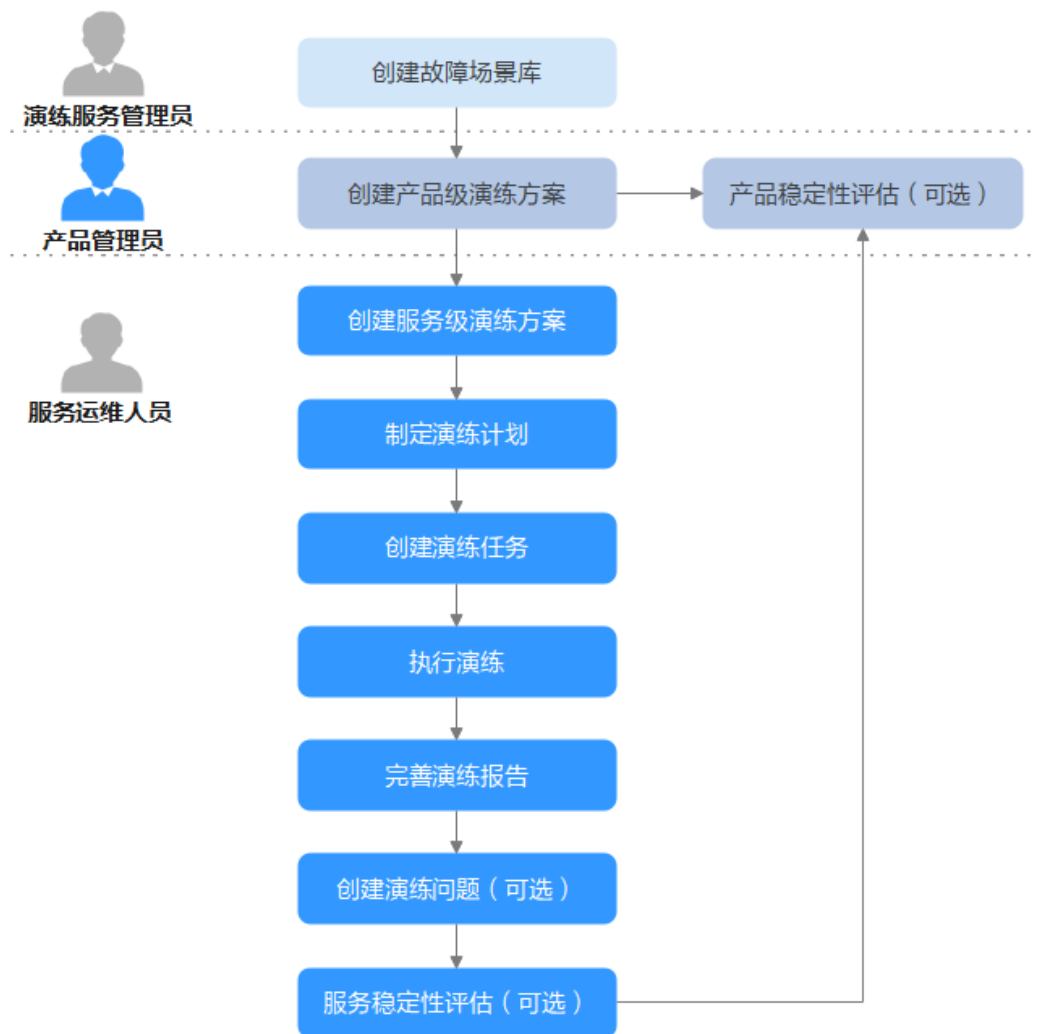 创建故障场景库
演练服务管理员
创建产品级演练方案
产品稳定性评估（可选）
产品管理员
创建服务级演练方案
服务运维人员
制定演练计划
创建演练任务
执行演练
完善演练报告
创建演练问题（可选）
服务稳定性评估（可选）